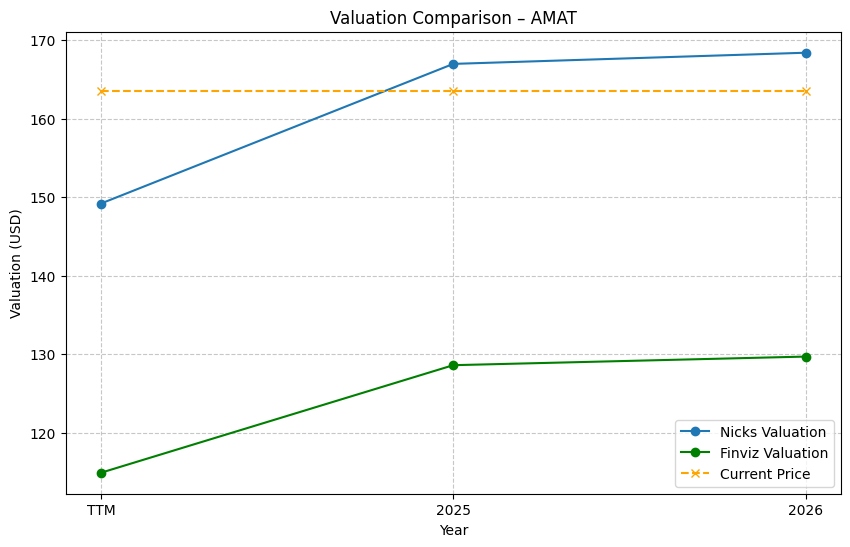 Valuation Comparison – AMAT
Valuation (USD)
170
160
150
140
130
120
TTM
2025
2026
Year
Nicks Valuation
Finviz Valuation
Current Price